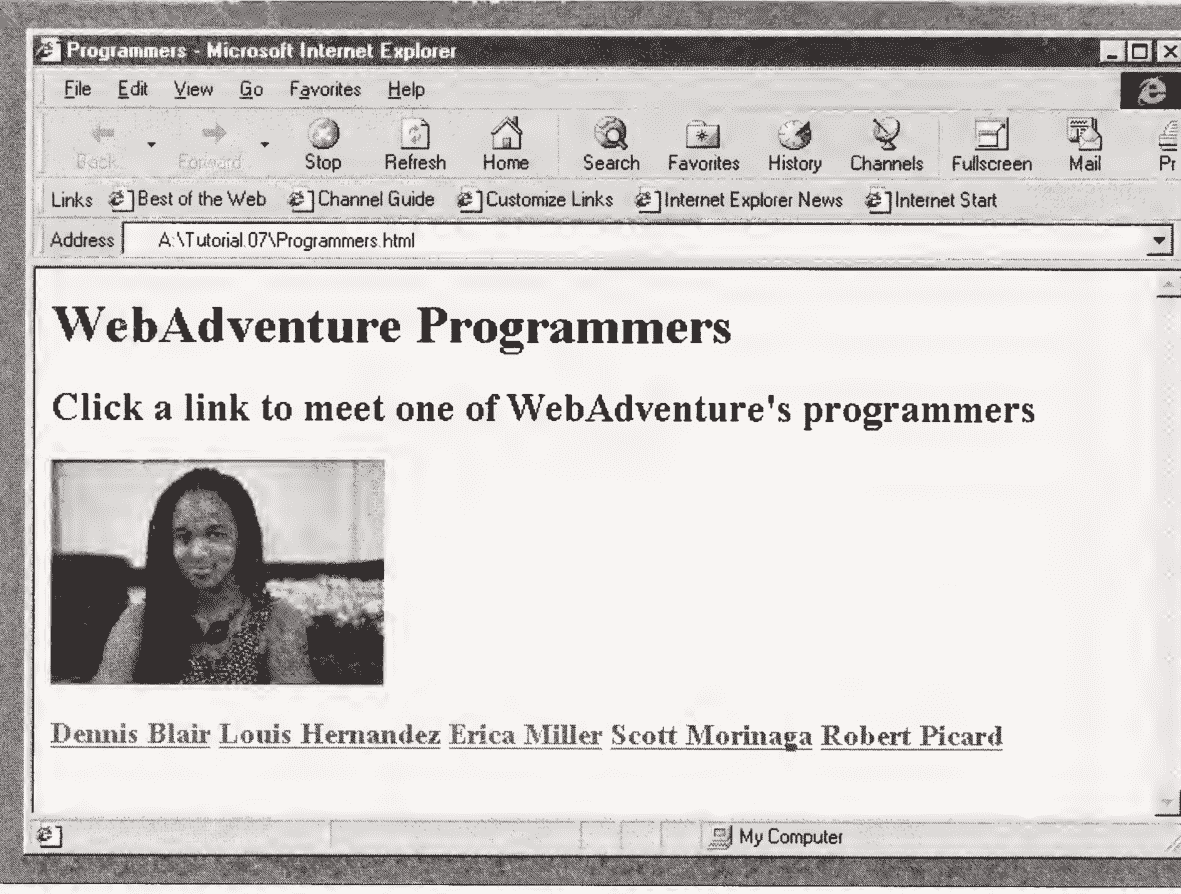 Programmers - Microsoft Internet Explorer
File Edit View Go Favorites Help
Back Forward Stop Refresh Home Search Favorites History Channels Fullscreen Mail Pr
Links Best of the Web Channel Guide Customize Links Internet Explorer News Internet Start
Address A:\Tutorial.07\Programmers.html
WebAdventure Programmers
Click a link to meet one of WebAdventure's programmers
Dennis Blair Louis Hernandez Erica Miller Scott Morinaga Robert Picard
My Computer